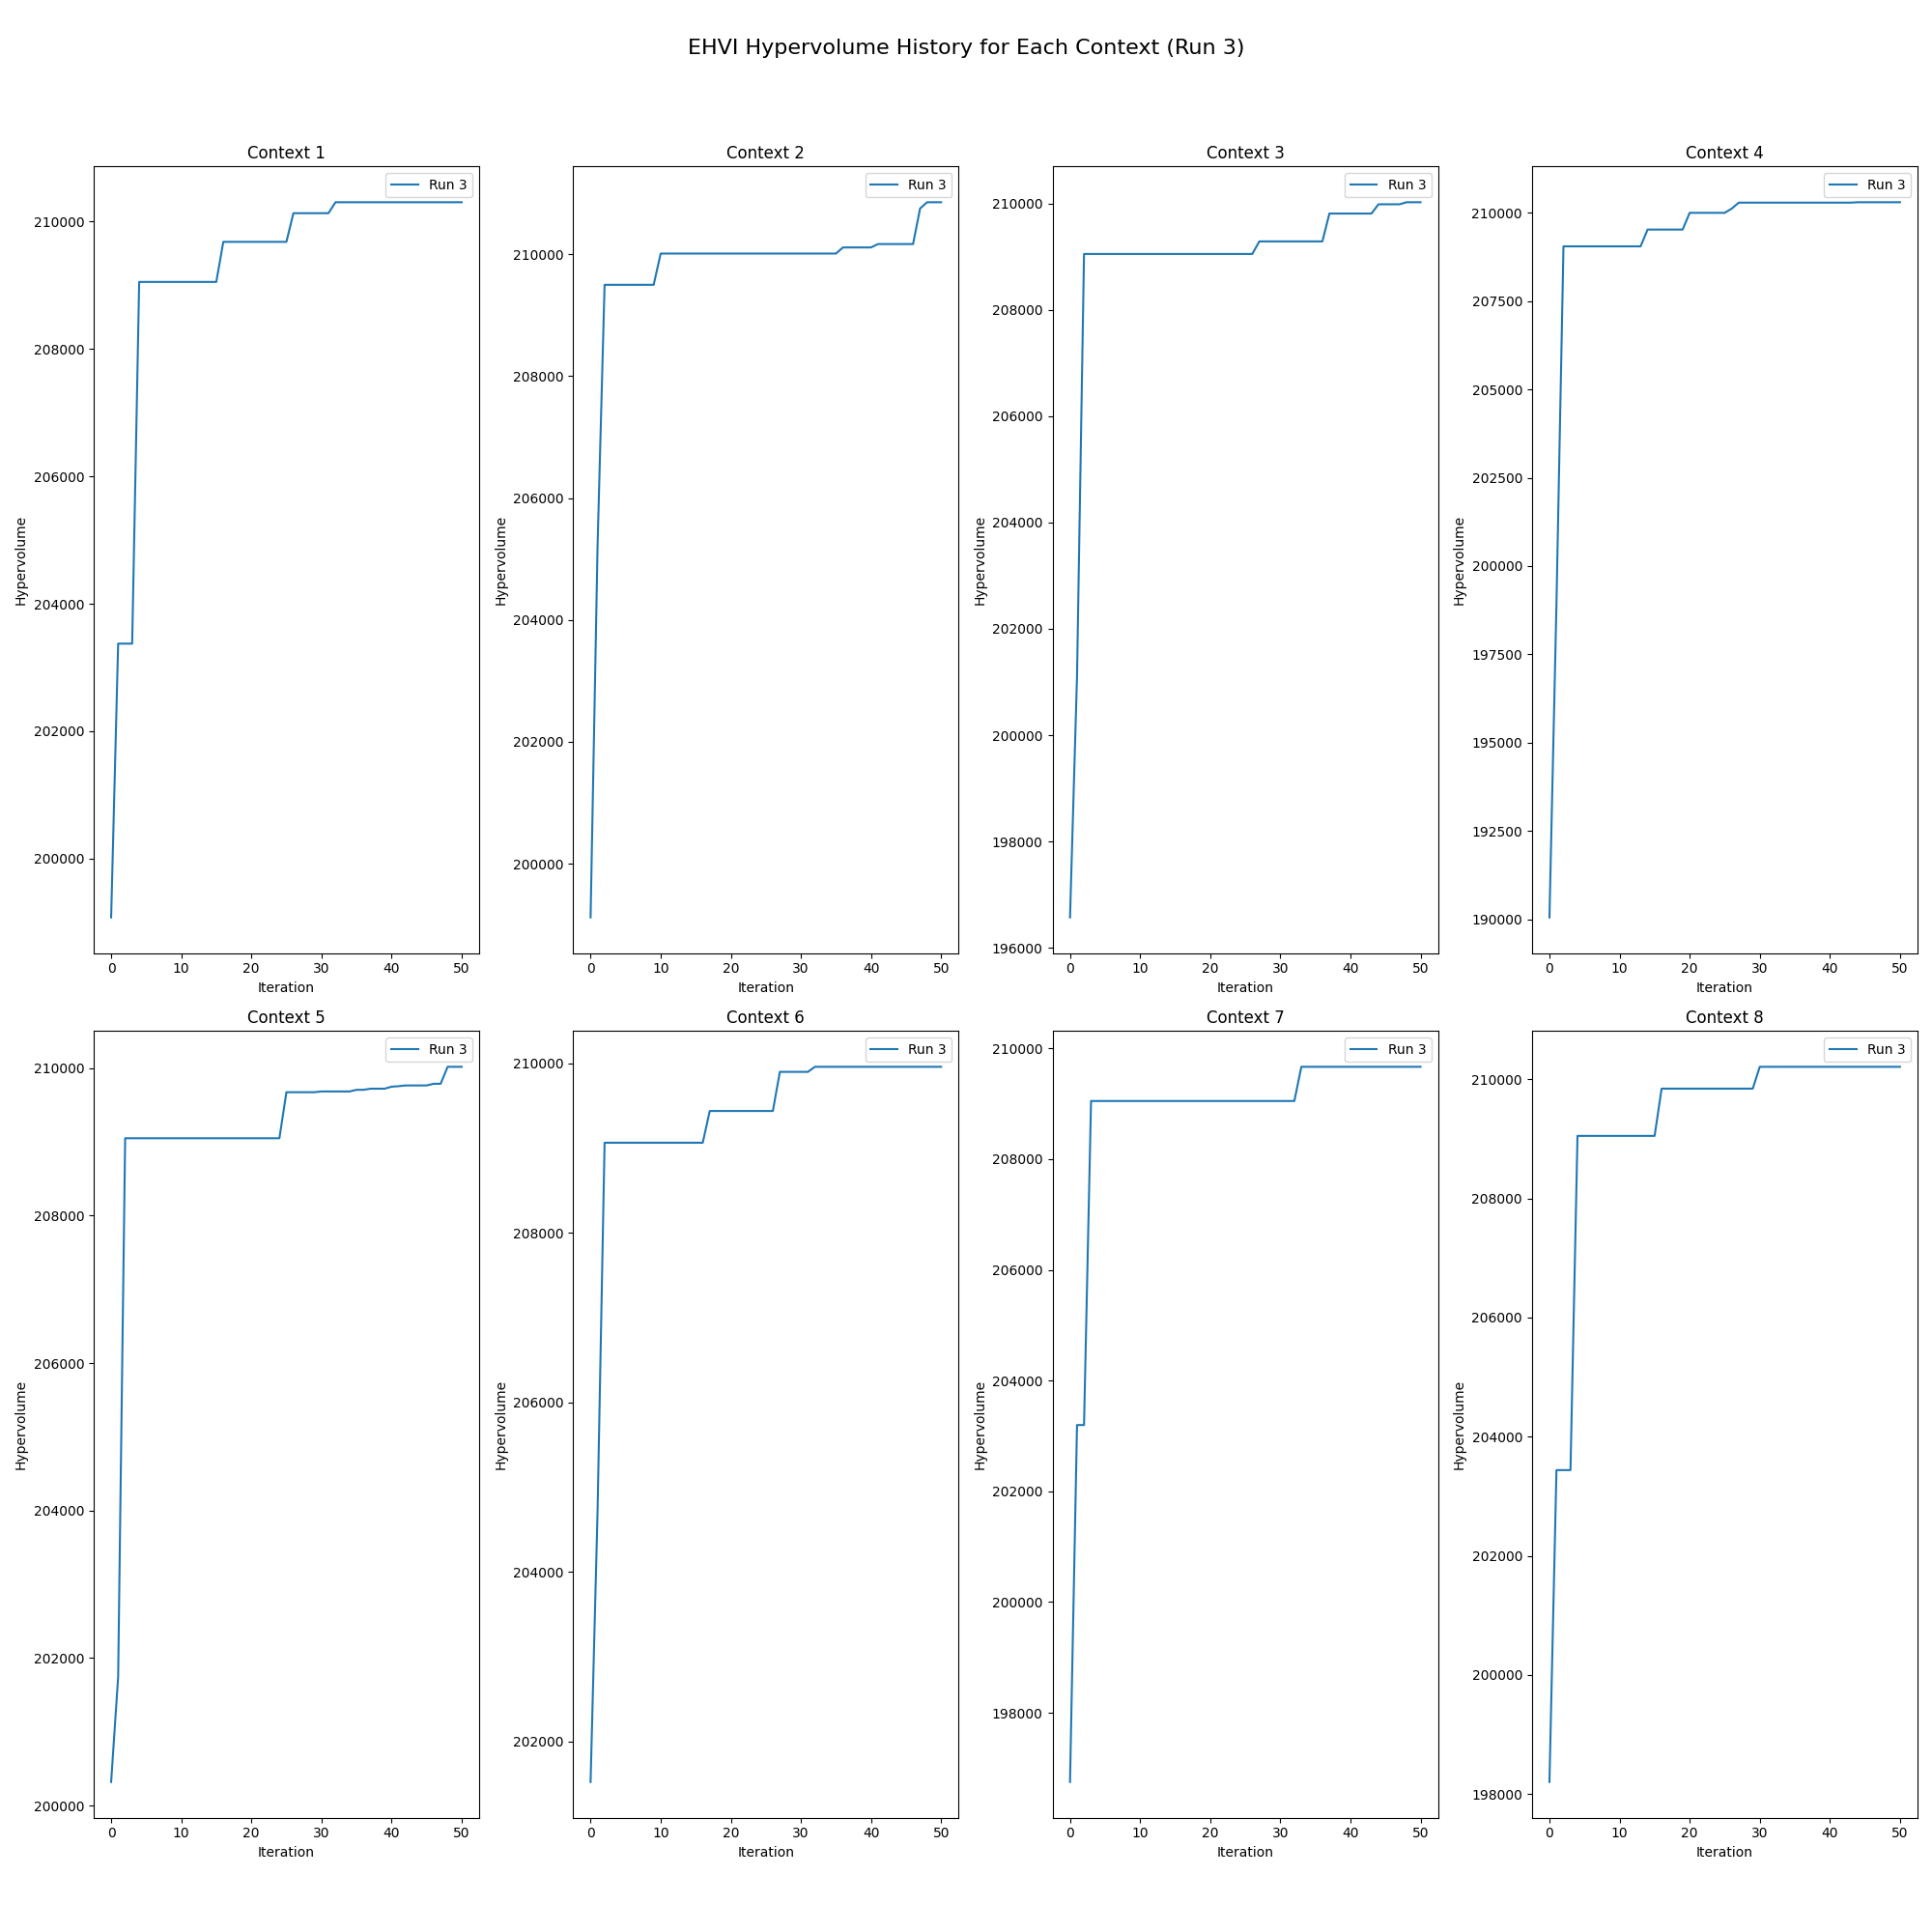 EHVI Hypervolume History for Each Context (Run 3)
Context 1
Run 3
210000
208000
206000
204000
202000
200000
Hypervolume
0 10 20 30 40 50
Iteration
Context 2
Run 3
210000
208000
206000
204000
202000
200000
Hypervolume
0 10 20 30 40 50
Iteration
Context 3
Run 3
210000
208000
206000
204000
202000
200000
198000
196000
Hypervolume
0 10 20 30 40 50
Iteration
Context 4
Run 3
210000
207500
205000
202500
200000
197500
195000
192500
190000
Hypervolume
0 10 20 30 40 50
Iteration
Context 5
Run 3
210000
208000
206000
204000
202000
200000
Hypervolume
0 10 20 30 40 50
Iteration
Context 6
Run 3
210000
208000
206000
204000
202000
Hypervolume
0 10 20 30 40 50
Iteration
Context 7
Run 3
210000
208000
206000
204000
202000
200000
198000
Hypervolume
0 10 20 30 40 50
Iteration
Context 8
Run 3
210000
208000
206000
204000
202000
200000
198000
Hypervolume
0 10 20 30 40 50
Iteration